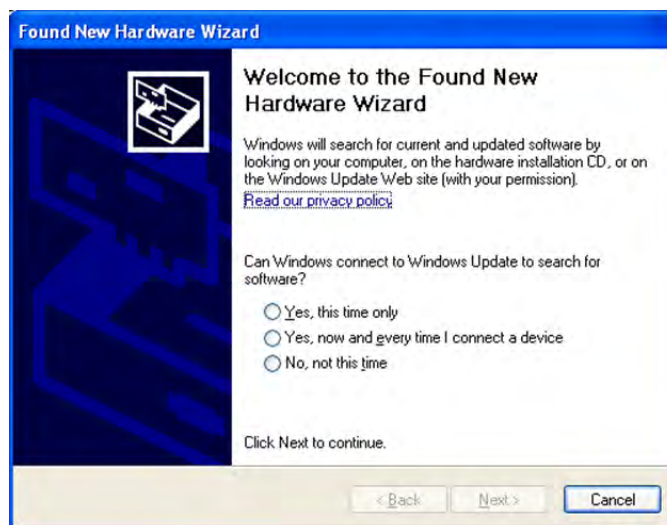 Found New Hardware Wizard
Welcome to the Found New
Hardware Wizard
Windows will search for current and updated software by
looking on your computer, on the hardware installation CD, or on
the Windows Update Web site (with your permission).
Read our privacy policy
Can Windows connect to Windows Update to search for
software?
Yes, this time only
Yes, now and every time I connect a device
No, not this time
Click Next to continue.
< Back Next > Cancel